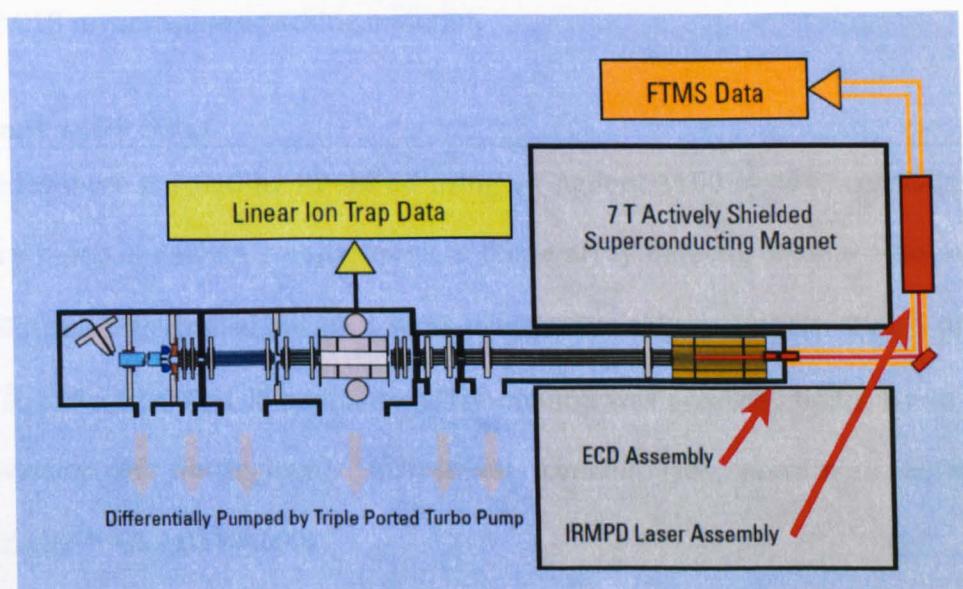 FTMS Data
Linear Ion Trap Data
7 T Actively Shielded
Superconducting Magnet
ECD Assembly
Differentially Pumped by Triple Ported Turbo Pump
IRMPD Laser Assembly